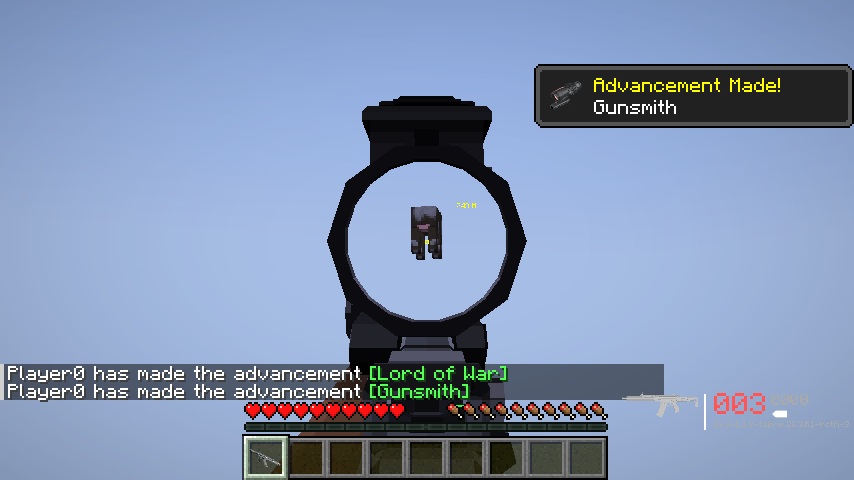 Advancement Made!
Gunsmith
Player0 has made the advancement [Lord of War]
Player0 has made the advancement [Gunsmith]
003